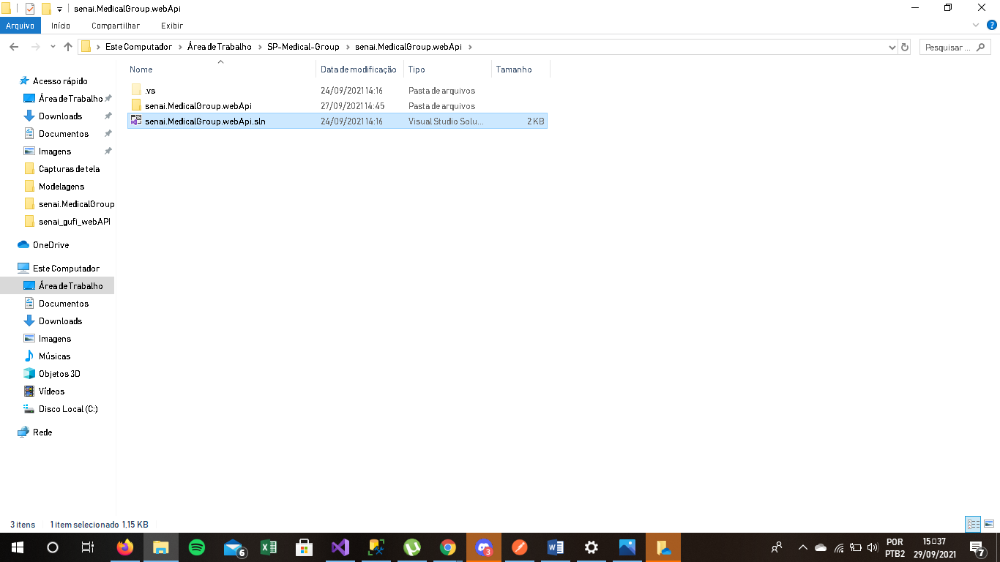 senai.MedicalGroup.webApi
Arquivo Início Compartilhar Exibir
Este Computador Área de Trabalho SP-Medical-Group senai.MedicalGroup.webApi Pesquisar ...
Nome Data de modificação Tipo Tamanho
.vs 24/09/2021 14:16 Pasta de arquivos
senai.MedicalGroup.webApi 27/09/2021 14:45 Pasta de arquivos
senai.MedicalGroup.webApi.sln 24/09/2021 14:16 Visual Studio Solu... 2 KB
Acesso rápido
Área de Trabalho
Downloads
Documentos
Imagens
Capturas de tela
Modelagens
senai.MedicalGroup
senai_gufi_webAPI
OneDrive
Este Computador
Área de Trabalho
Documentos
Downloads
Imagens
Músicas
Objetos 3D
Vídeos
Disco Local (C:)
Rede
3 itens 1 item selecionado 1,15 KB
6
3
POR
PTB2
15□37
29/09/2021
7